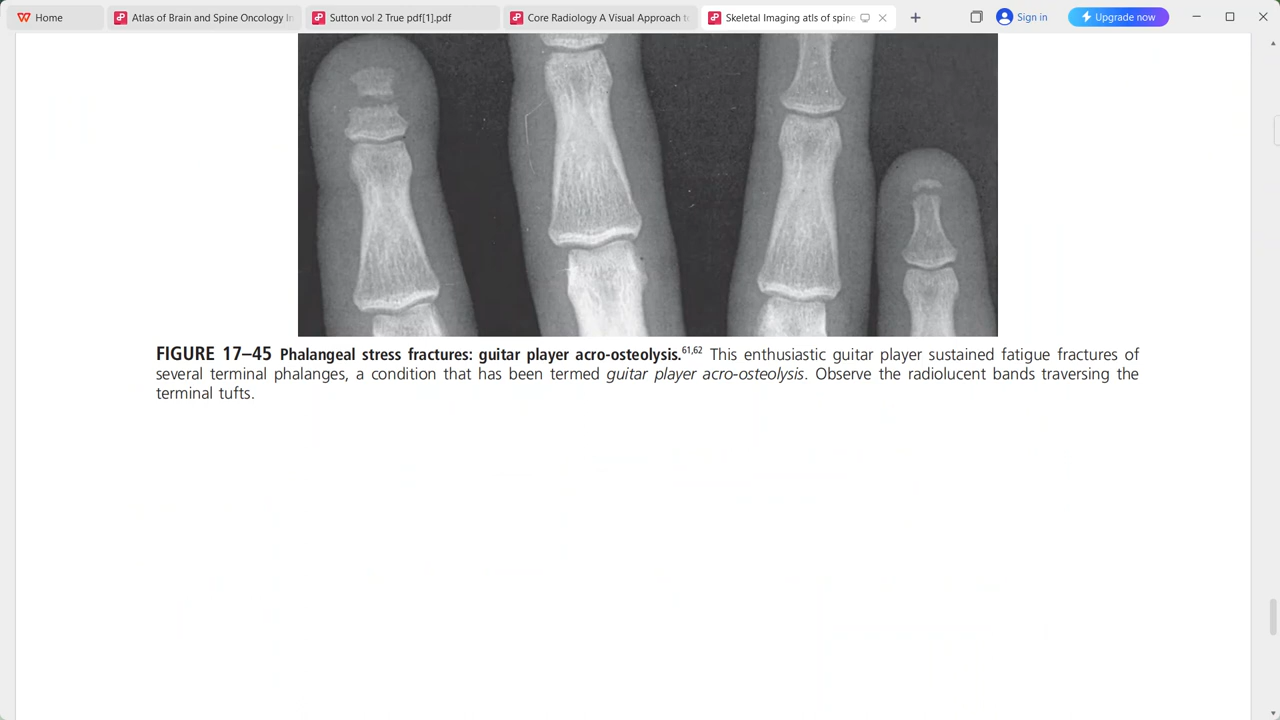 Home
Atlas of Brain and Spine Oncology
Sutton vol 2 True pdf[1].pdf
Core Radiology A Visual Approach
Skeletal Imaging atls of spine
Sign in
Upgrade now
FIGURE 17–45 Phalangeal stress fractures: guitar player acro-osteolysis.61,62 This enthusiastic guitar player sustained fatigue fractures of
several terminal phalanges, a condition that has been termed guitar player acro-osteolysis. Observe the radiolucent bands traversing the
terminal tufts.